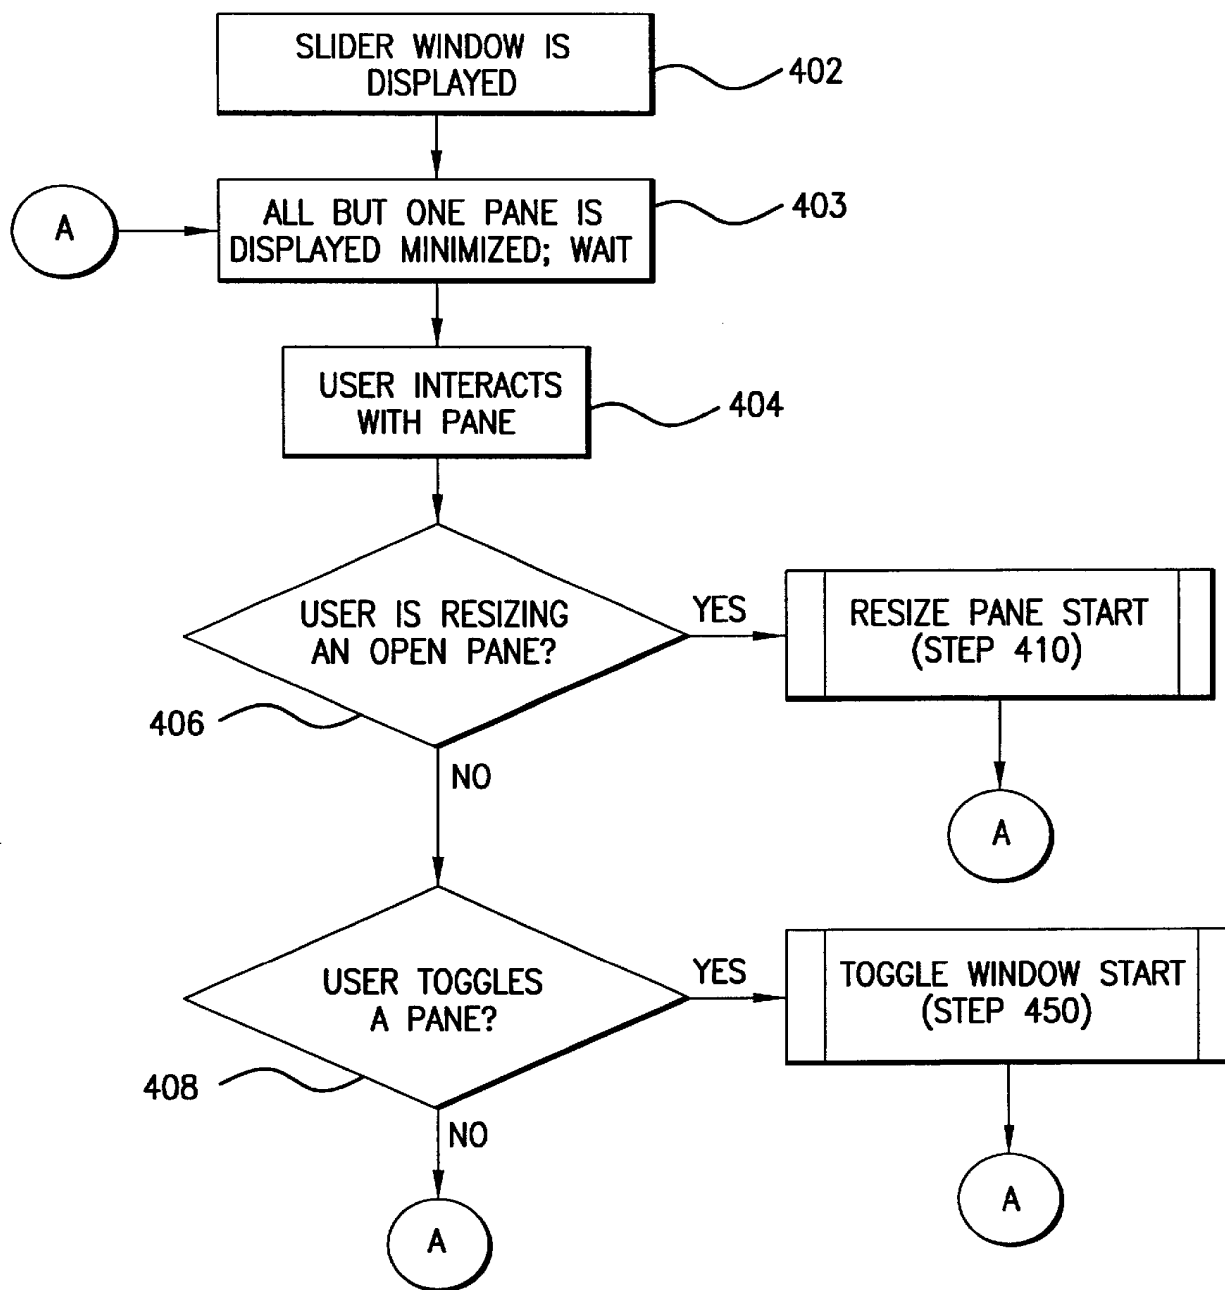 SLIDER WINDOW IS
DISPLAYED
402
A
ALL BUT ONE PANE IS
DISPLAYED MINIMIZED; WAIT
403
USER INTERACTS
WITH PANE
404
USER IS RESIZING
AN OPEN PANE?
406
YES
RESIZE PANE START
(STEP 410)
NO
A
USER TOGGLES
A PANE?
408
YES
TOGGLE WINDOW START
(STEP 450)
NO
A
A